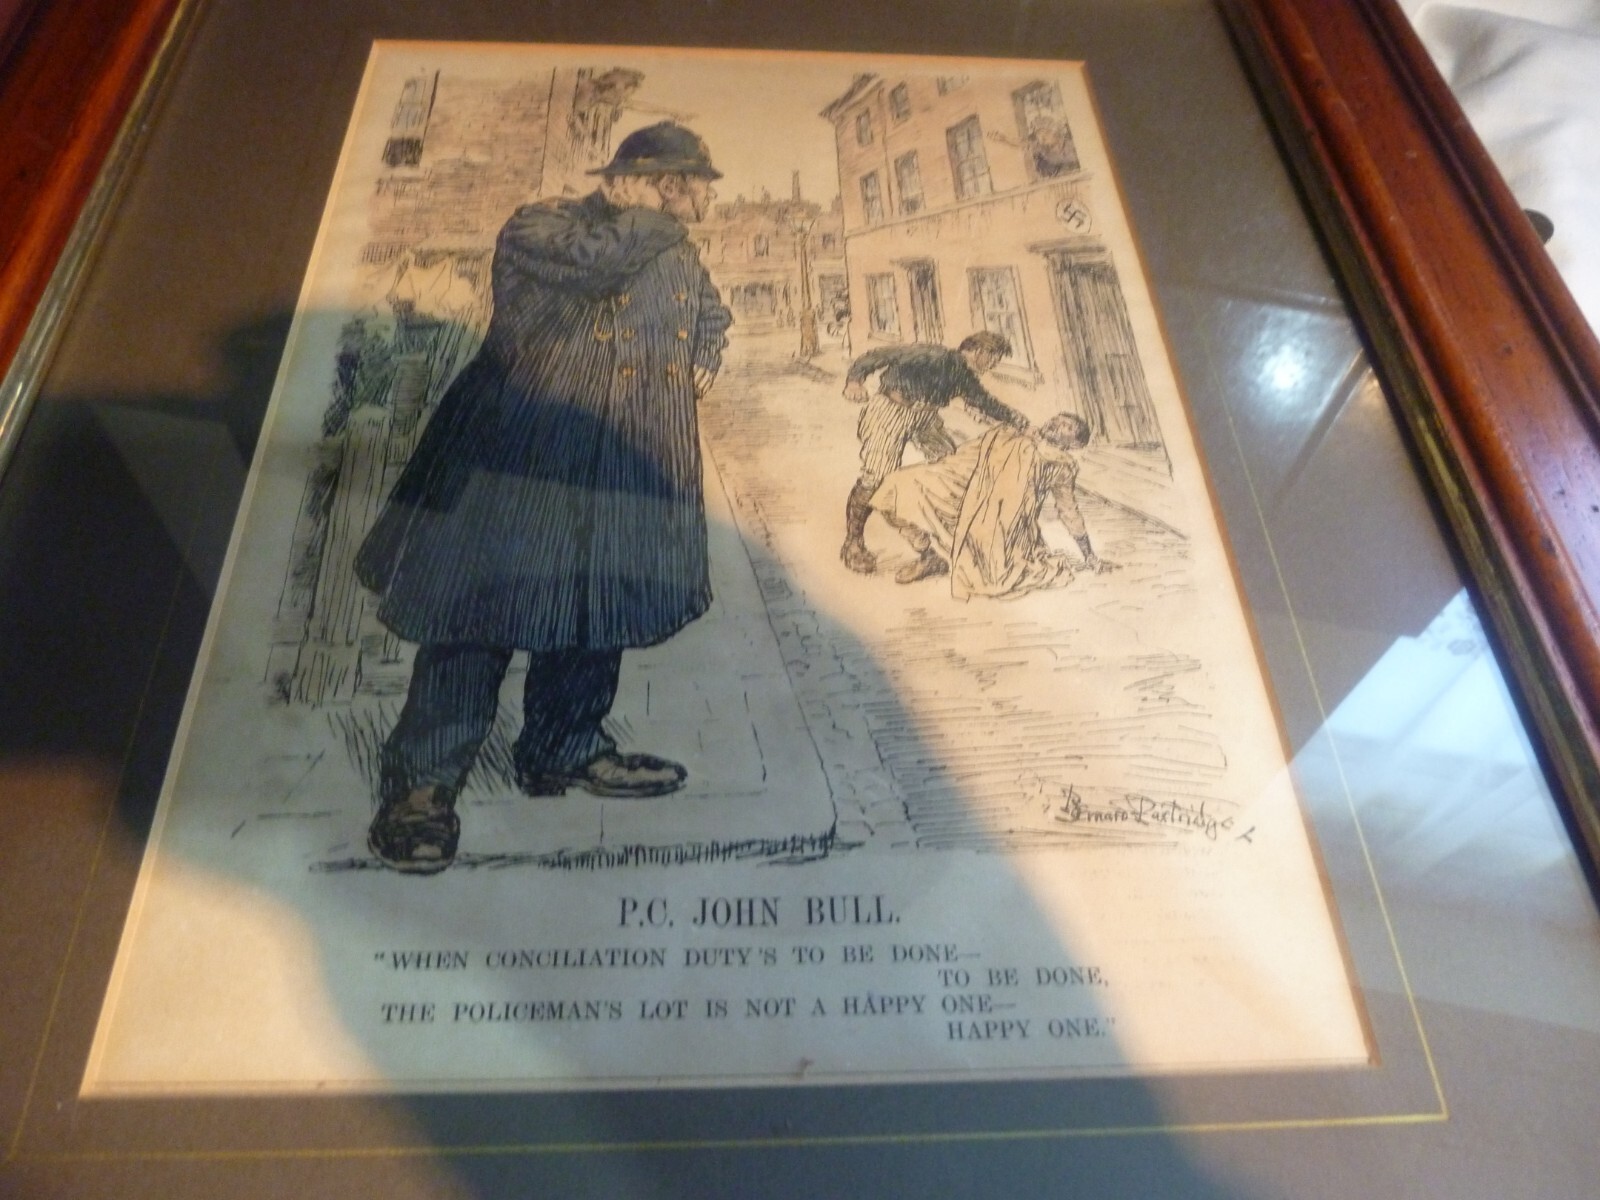 Bernard Partridge
P.C. JOHN BULL.
"WHEN CONCILIATION DUTY'S TO BE DONE—
TO BE DONE,
THE POLICEMAN'S LOT IS NOT A HAPPY ONE—
HAPPY ONE."